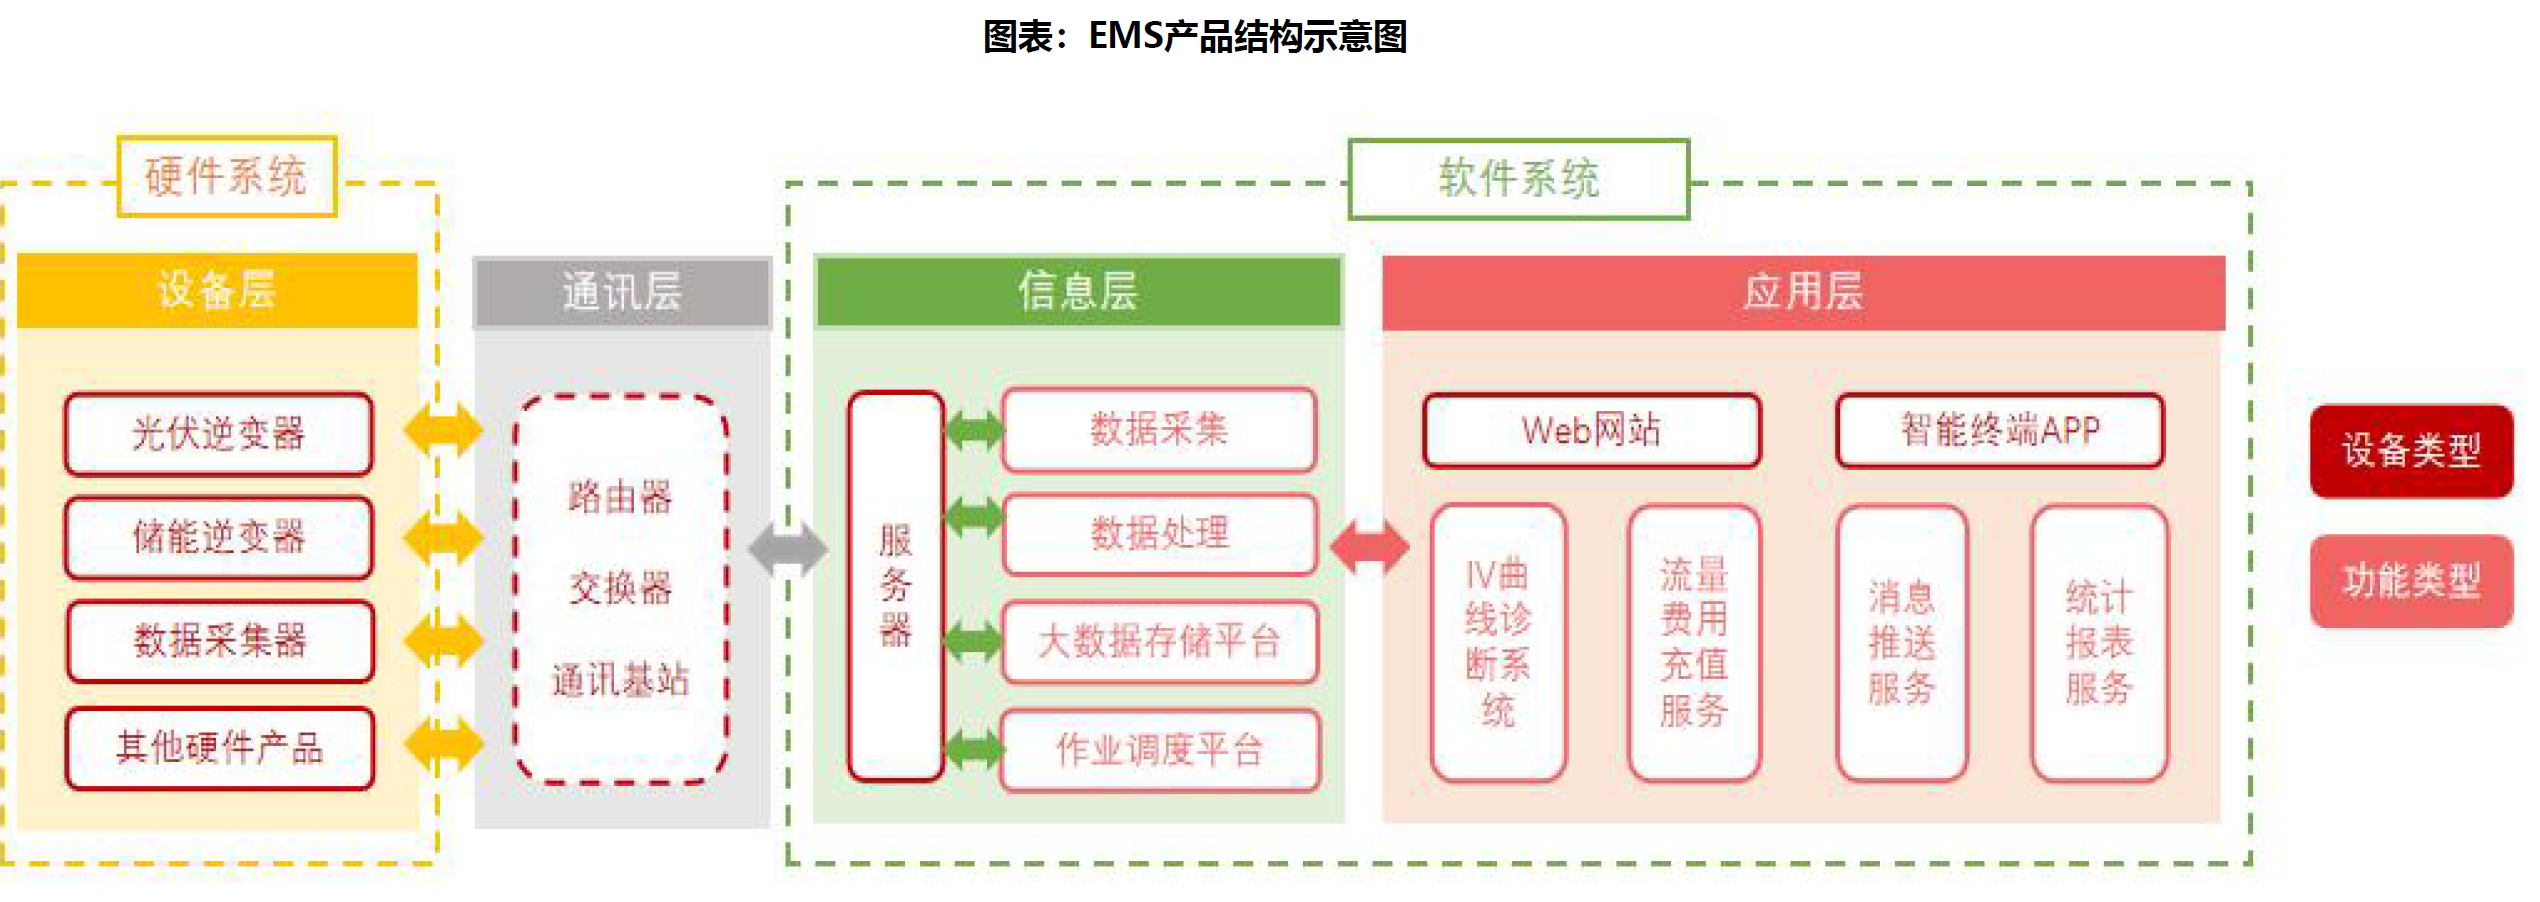 图表：EMS产品结构示意图
硬件系统
软件系统
设备层
通讯层
信息层
应用层
光伏逆变器
储能逆变器
数据采集器
其他硬件产品
路由器
交换器
通讯基站
服
务
器
数据采集
数据处理
大数据存储平台
作业调度平台
Web网站
智能终端APP
IV曲
线诊
断系
统
流量
费用
充值
服务
消息
推送
服务
统计
报表
服务
设备类型
功能类型